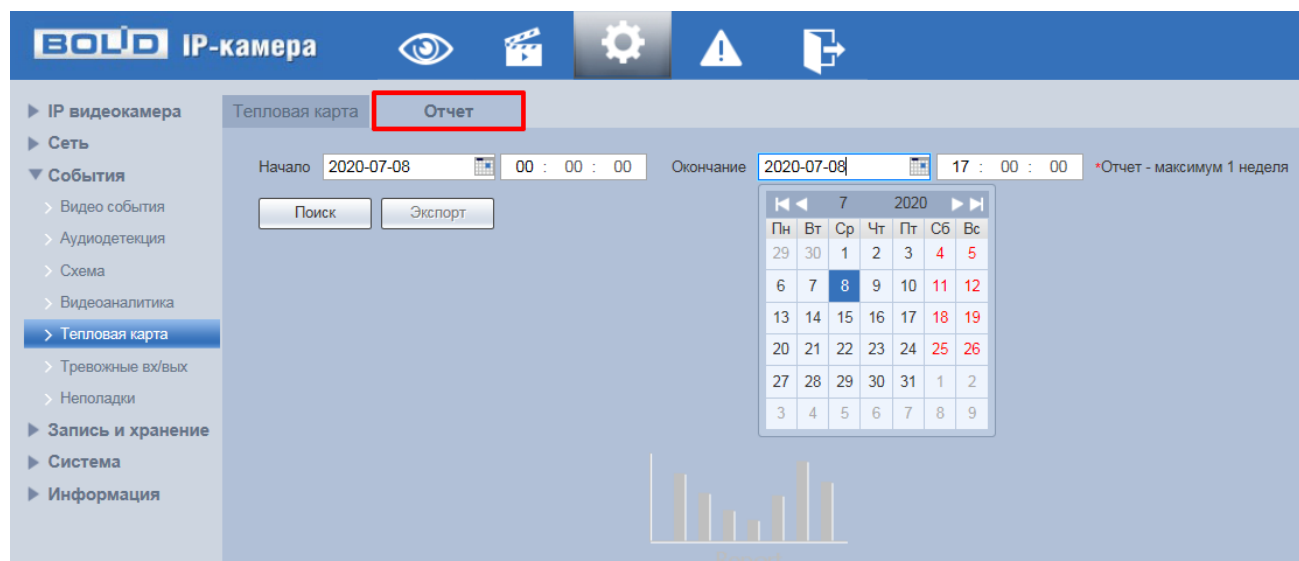 BOLID IP-камера
IP видеокамера
Сеть
События
Видео события
Аудиодетекция
Схема
Видеоаналитика
Тепловая карта
Тревожные вх/вых
Неполадки
Запись и хранение
Система
Информация
Тепловая карта Отчет
Начало 2020-07-08 00 : 00 : 00 Окончание 2020-07-08 17 : 00 : 00 *Отчет - максимум 1 неделя
Поиск Экспорт
7 2020
Пн Вт Ср Чт Пт Сб Вс
29 30 1 2 3 4 5
6 7 8 9 10 11 12
13 14 15 16 17 18 19
20 21 22 23 24 25 26
27 28 29 30 31 1 2
3 4 5 6 7 8 9